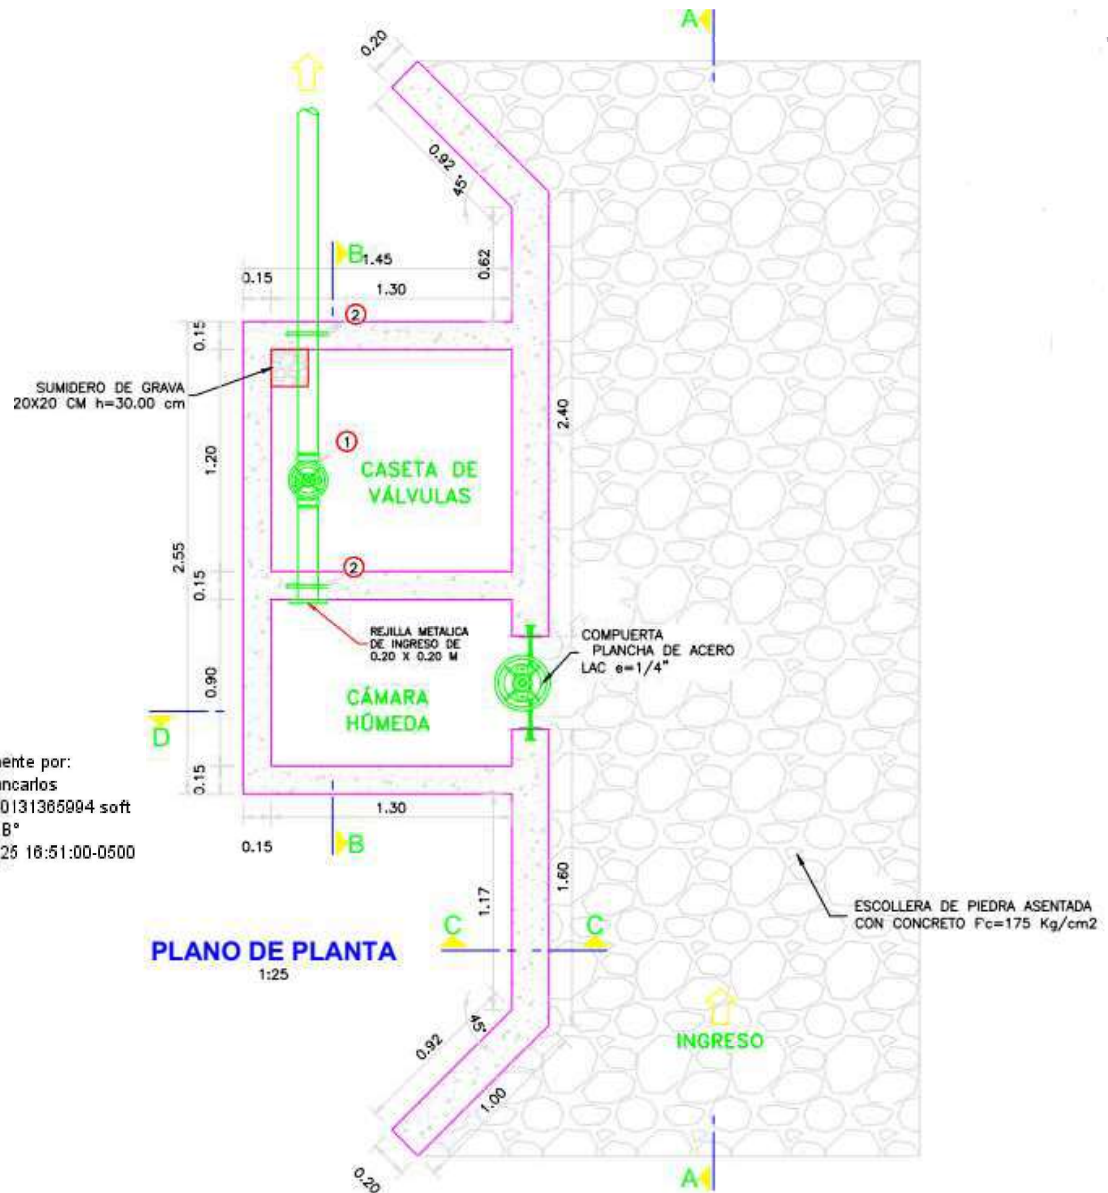 A
0.20
0.92
45°
0.62
B
1.45
0.15
1.30
2
0.15
SUMIDERO DE GRAVA
20X20 CM h=30.00 cm
2.40
1
1.20
CASETA DE
VÁLVULAS
2.55
2
0.15
REJILLA METALICA
DE INGRESO DE
0.20 X 0.20 M
COMPUERTA
PLANCHA DE ACERO
LAC e=1/4"
0.90
CÁMARA
HÚMEDA
D
0.15
1.30
0.15
B
ente por:
ncarlos
0131365994 soft
B°
25 16:51:00-0500
1.17
1.60
ESCOLLERA DE PIEDRA ASENTADA
CON CONCRETO F'c=175 Kg/cm2
C
C
PLANO DE PLANTA
1:25
45°
0.92
INGRESO
1.00
0.20
A